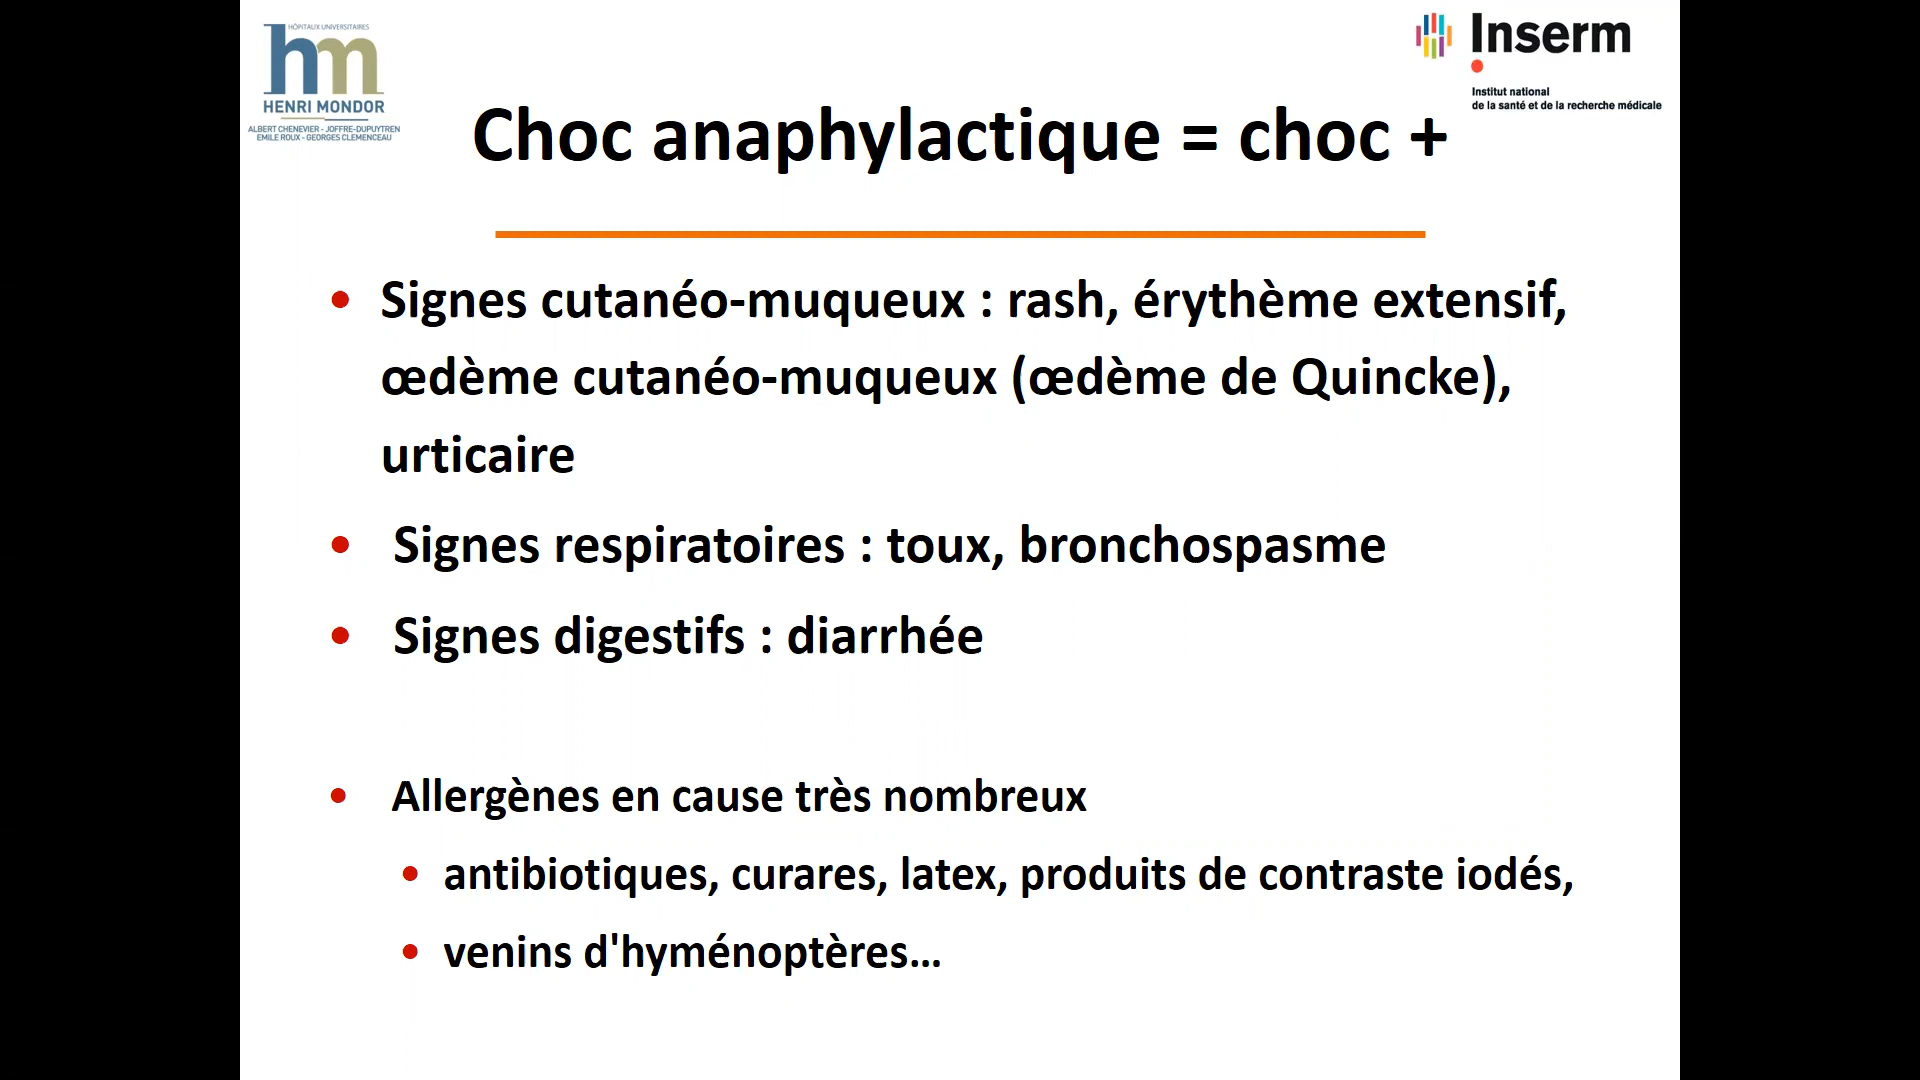 HÔPITAUX UNIVERSITAIRES
hm
HENRI MONDOR
ALBERT CHENEVIER - JOFFRE-DUPUYTREN
EMILE ROUX - GEORGES CLEMENCEAU
Inserm
Institut national
de la santé et de la recherche médicale
Choc anaphylactique = choc +
• Signes cutanéo-muqueux : rash, érythème extensif,
œdème cutanéo-muqueux (œdème de Quincke),
urticaire
• Signes respiratoires : toux, bronchospasme
• Signes digestifs : diarrhée
• Allergènes en cause très nombreux
• antibiotiques, curares, latex, produits de contraste iodés,
• venins d'hyménoptères...